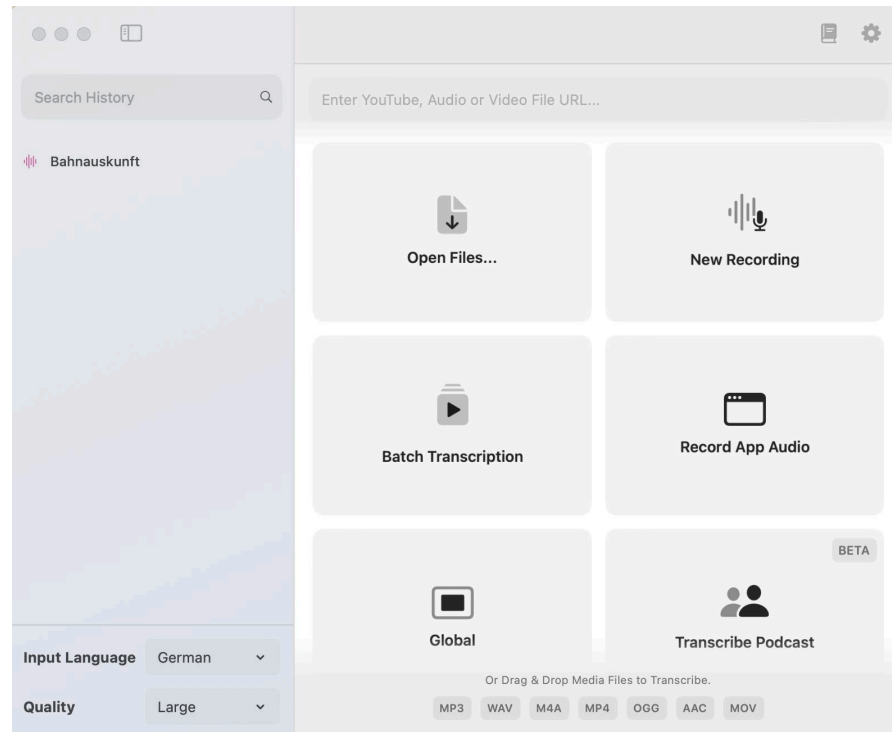 Search History
Bahnauskunft
Input Language German
Quality Large
Enter YouTube, Audio or Video File URL...
Open Files...
New Recording
Batch Transcription
Record App Audio
Global
BETA
Transcribe Podcast
Or Drag & Drop Media Files to Transcribe.
MP3 WAV M4A MP4 OGG AAC MOV